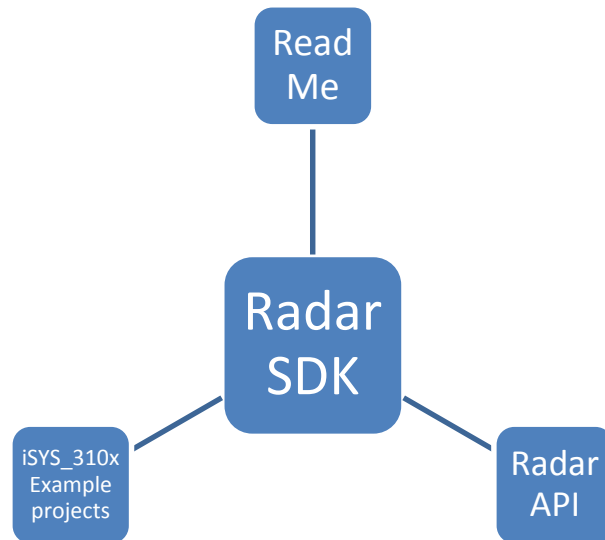 Read
Me
Radar
SDK
iSYS_310x
Example
projects
Radar
API